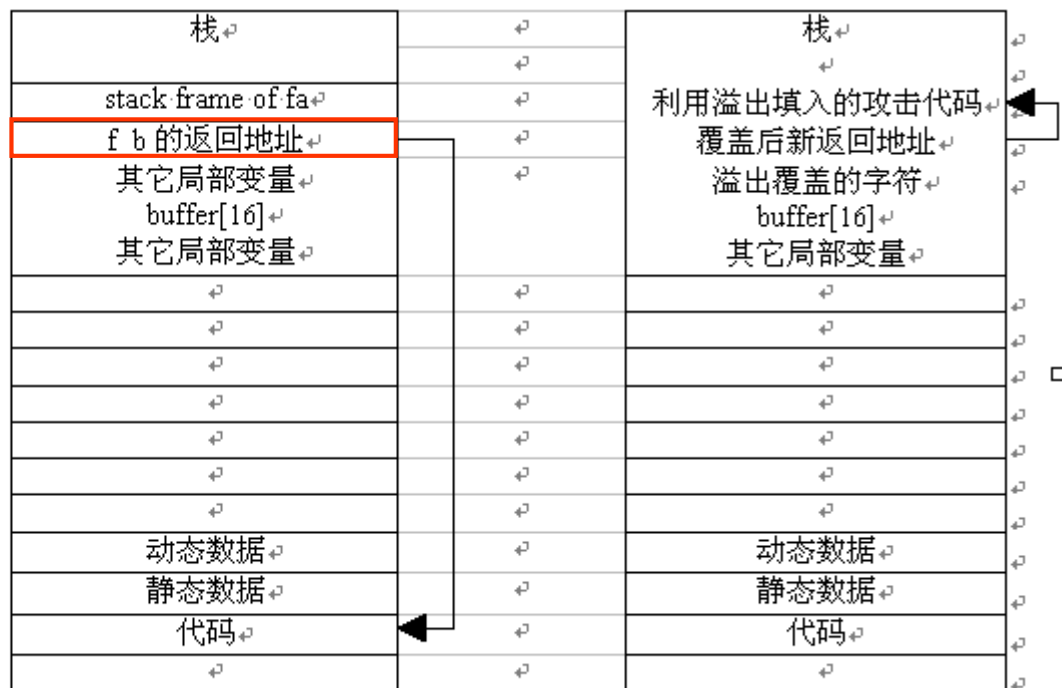 栈
stack frame of fa
f b 的返回地址
其它局部变量
buffer[16]
其它局部变量
动态数据
静态数据
代码
栈
利用溢出填入的攻击代码
覆盖后新返回地址
溢出覆盖的字符
buffer[16]
其它局部变量
动态数据
静态数据
代码